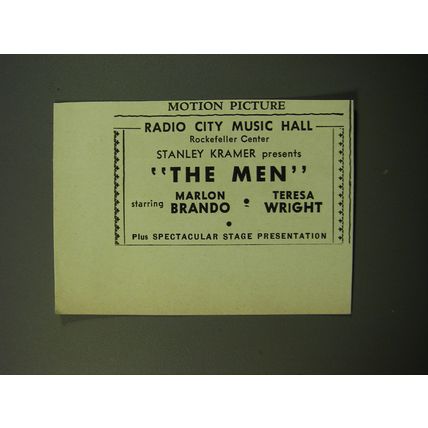 MOTION PICTURE
RADIO CITY MUSIC HALL
Rockefeller Center
STANLEY KRAMER presents
"THE MEN"
starring MARLON BRANDO • TERESA WRIGHT
•
Plus SPECTACULAR STAGE PRESENTATION